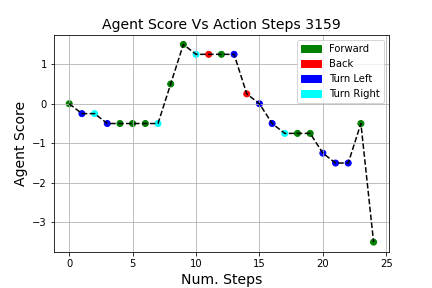 Agent Score Vs Action Steps 3159
Forward
Back
Turn Left
Turn Right
Agent Score
1
0
−1
−2
−3
0
5
10
15
20
25
Num. Steps